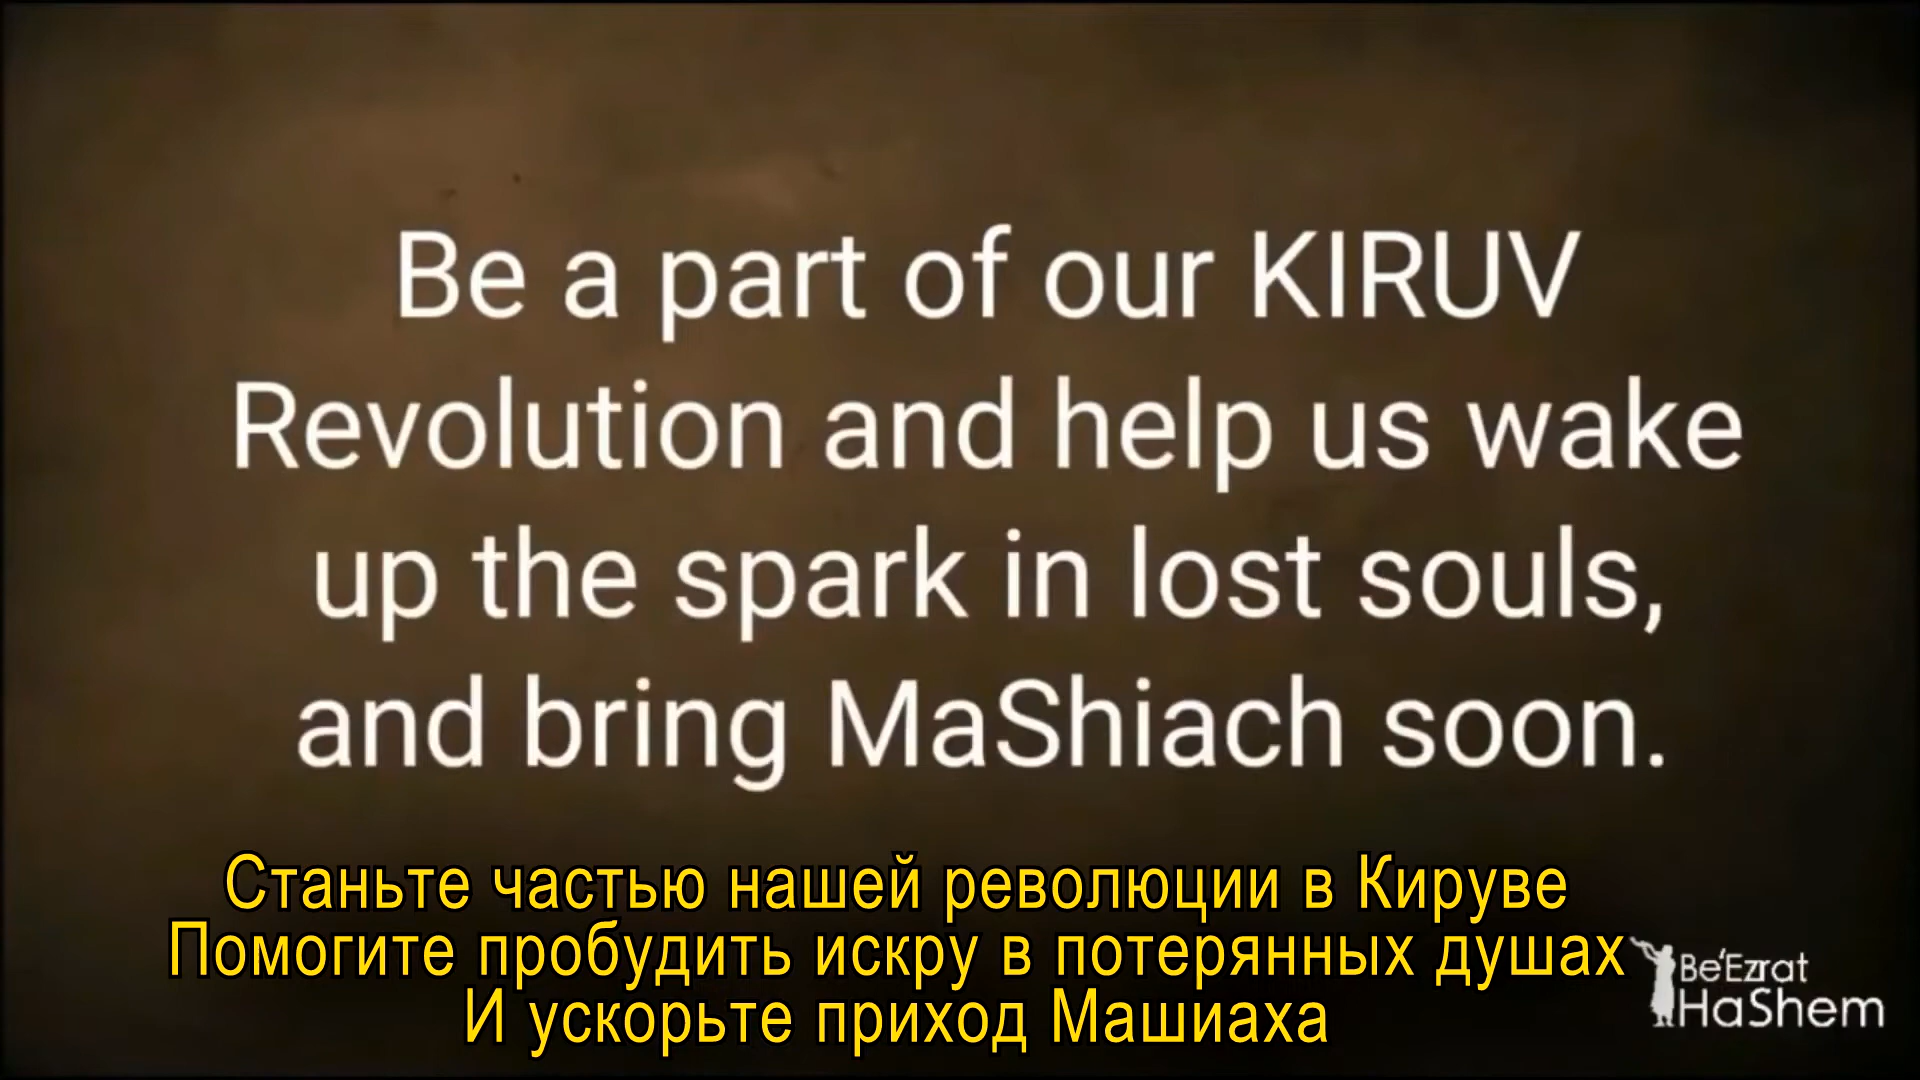 Be a part of our KIRUV
Revolution and help us wake
up the spark in lost souls,
and bring MaShiach soon.
Станьте частью нашей революции в Кируве
Помогите пробудить искру в потерянных душах
И ускорьте приход Машиаха
Be'Ezrat
HaShem